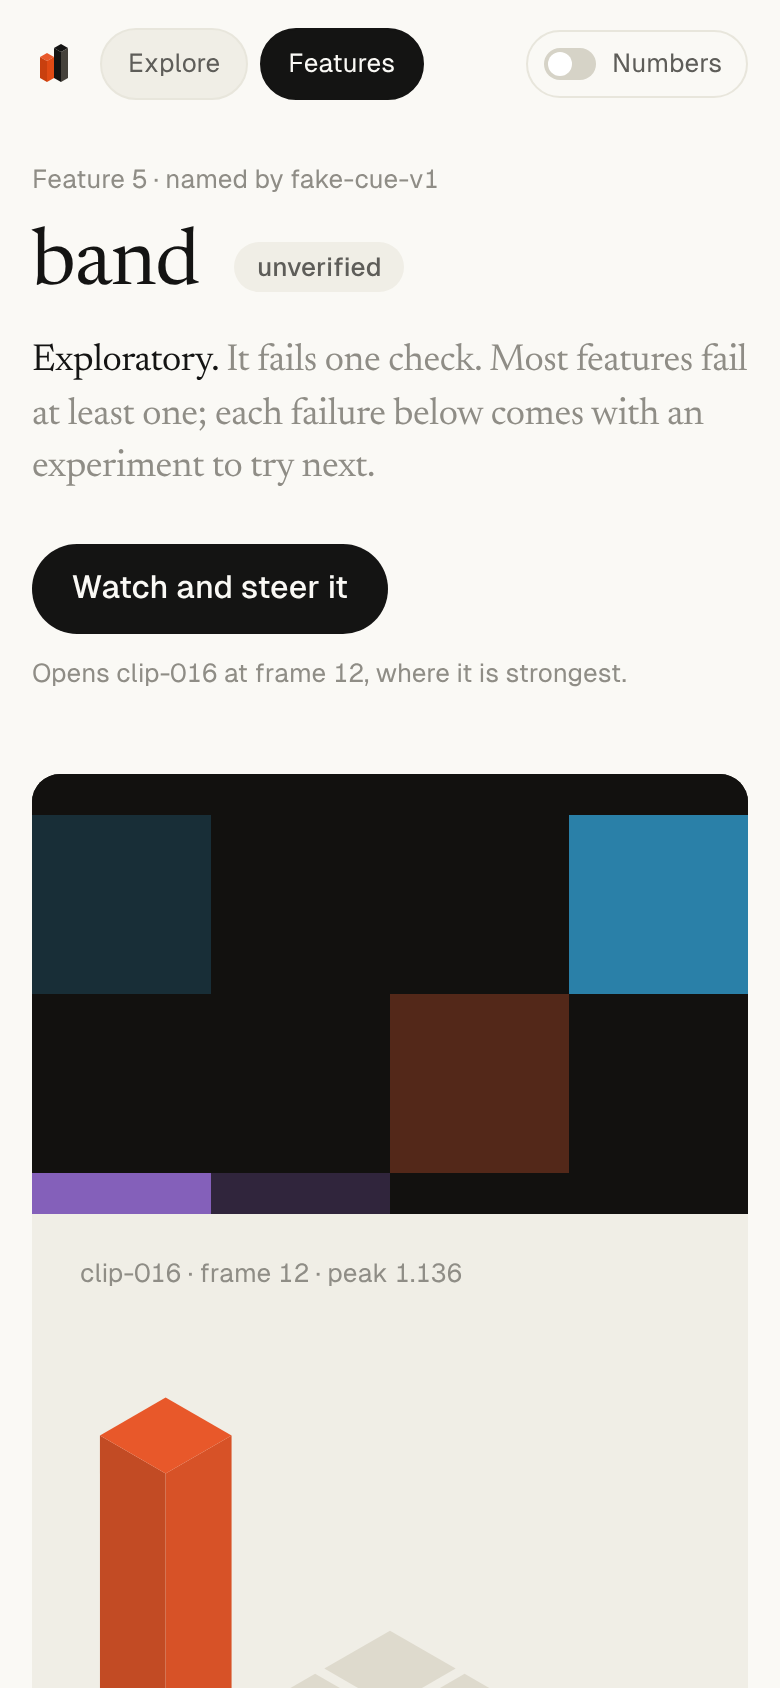 Explore
Features
Numbers
Feature 5 · named by fake-cue-v1
band
unverified
Exploratory. It fails one check. Most features fail
at least one; each failure below comes with an
experiment to try next.
Watch and steer it
Opens clip-016 at frame 12, where it is strongest.
clip-016 · frame 12 · peak 1.136